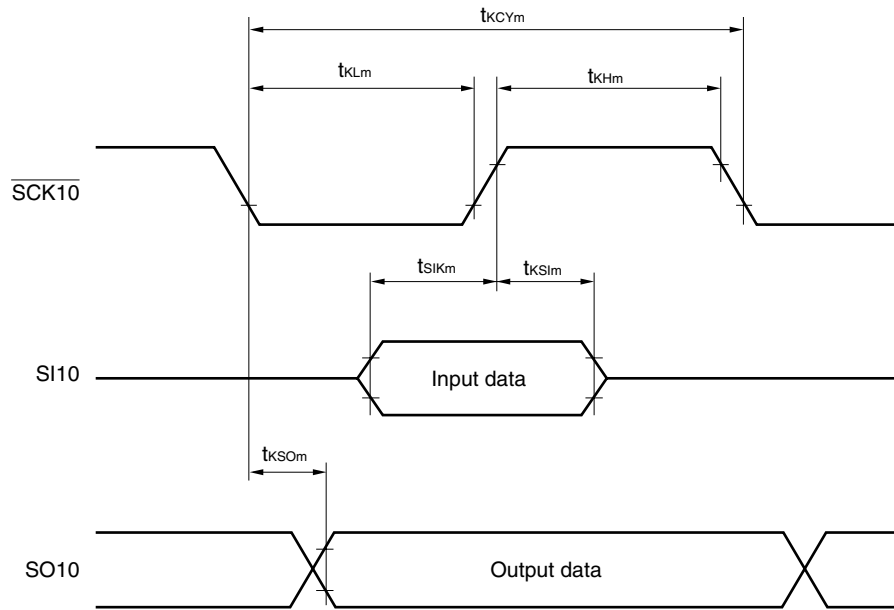 tKCYm
tKLm
tKHm
SCK10
tSIKm
tKSIm
SI10
Input data
tKSOm
SO10
Output data